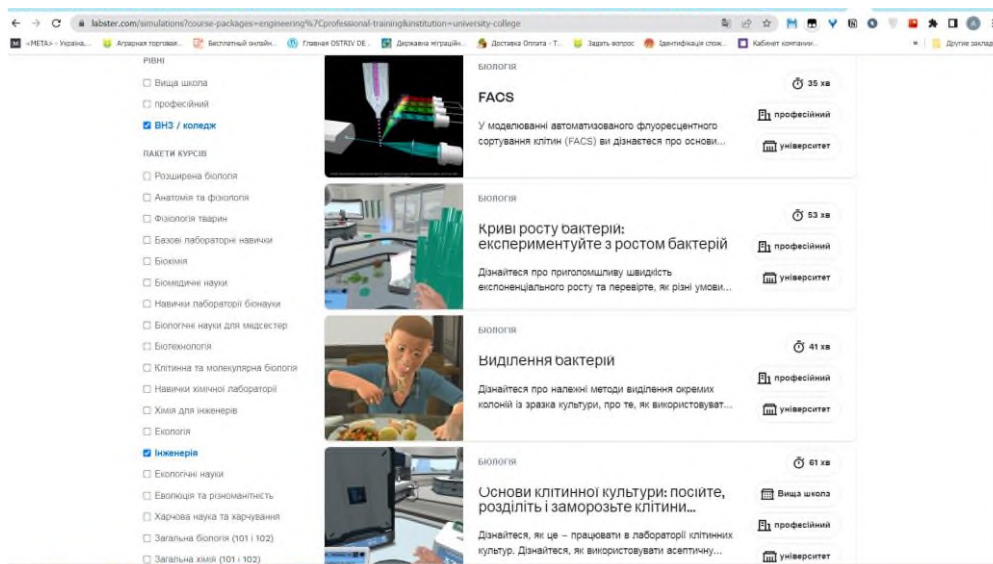 labster.com/simulations?course-packages=engineering%7Cprofessional-training&institution=university-college
«META» - Україна,...
Аграрная торговая...
Бесплатный онлайн...
Главная OSTRIV DE...
Державна міграційн...
Доставка Оплата - Т...
Задать вопрос
Ідентифікація спож...
Кабинет компании...
»
Другие заклад
РІВНІ
Вища школа
професійний
ВНЗ / коледж
ПАКЕТИ КУРСІВ
Розширена біологія
Анатомія та фізіологія
Фізіологія тварин
Базові лабораторні навички
Біохімія
Біомедичні науки
Навички лабораторії біонауки
Біологічні науки для медсестер
Біотехнологія
Клітинна та молекулярна біологія
Навички хімічної лабораторії
Хімія для інженерів
Екологія
Інженерія
Екологічні науки
Еволюція та різноманітність
Харчова наука та харчування
Загальна біологія (101 і 102)
Загальна хімія (101 і 102)
БІОЛОГІЯ
FACS
У моделюванні автоматизованого флуоресцентного
сортування клітин (FACS) ви дізнаєтеся про основи...
35 хв
професійний
університет
БІОЛОГІЯ
Криві росту бактерій:
експериментуйте з ростом бактерій
Дізнайтеся про приголомшливу швидкість
експоненціального росту та перевірте, як різні умови...
53 хв
професійний
університет
БІОЛОГІЯ
Виділення бактерій
Дізнайтеся про належні методи виділення окремих
колоній із зразка культури, про те, як використовуват...
41 хв
професійний
університет
БІОЛОГІЯ
Основи клітинної культури: посійте,
розділіть і заморозьте клітини...
Дізнайтеся, як це – працювати в лабораторії клітинних
культур. Дізнайтеся, як використовувати асептичну...
61 хв
Вища школа
професійний
університет